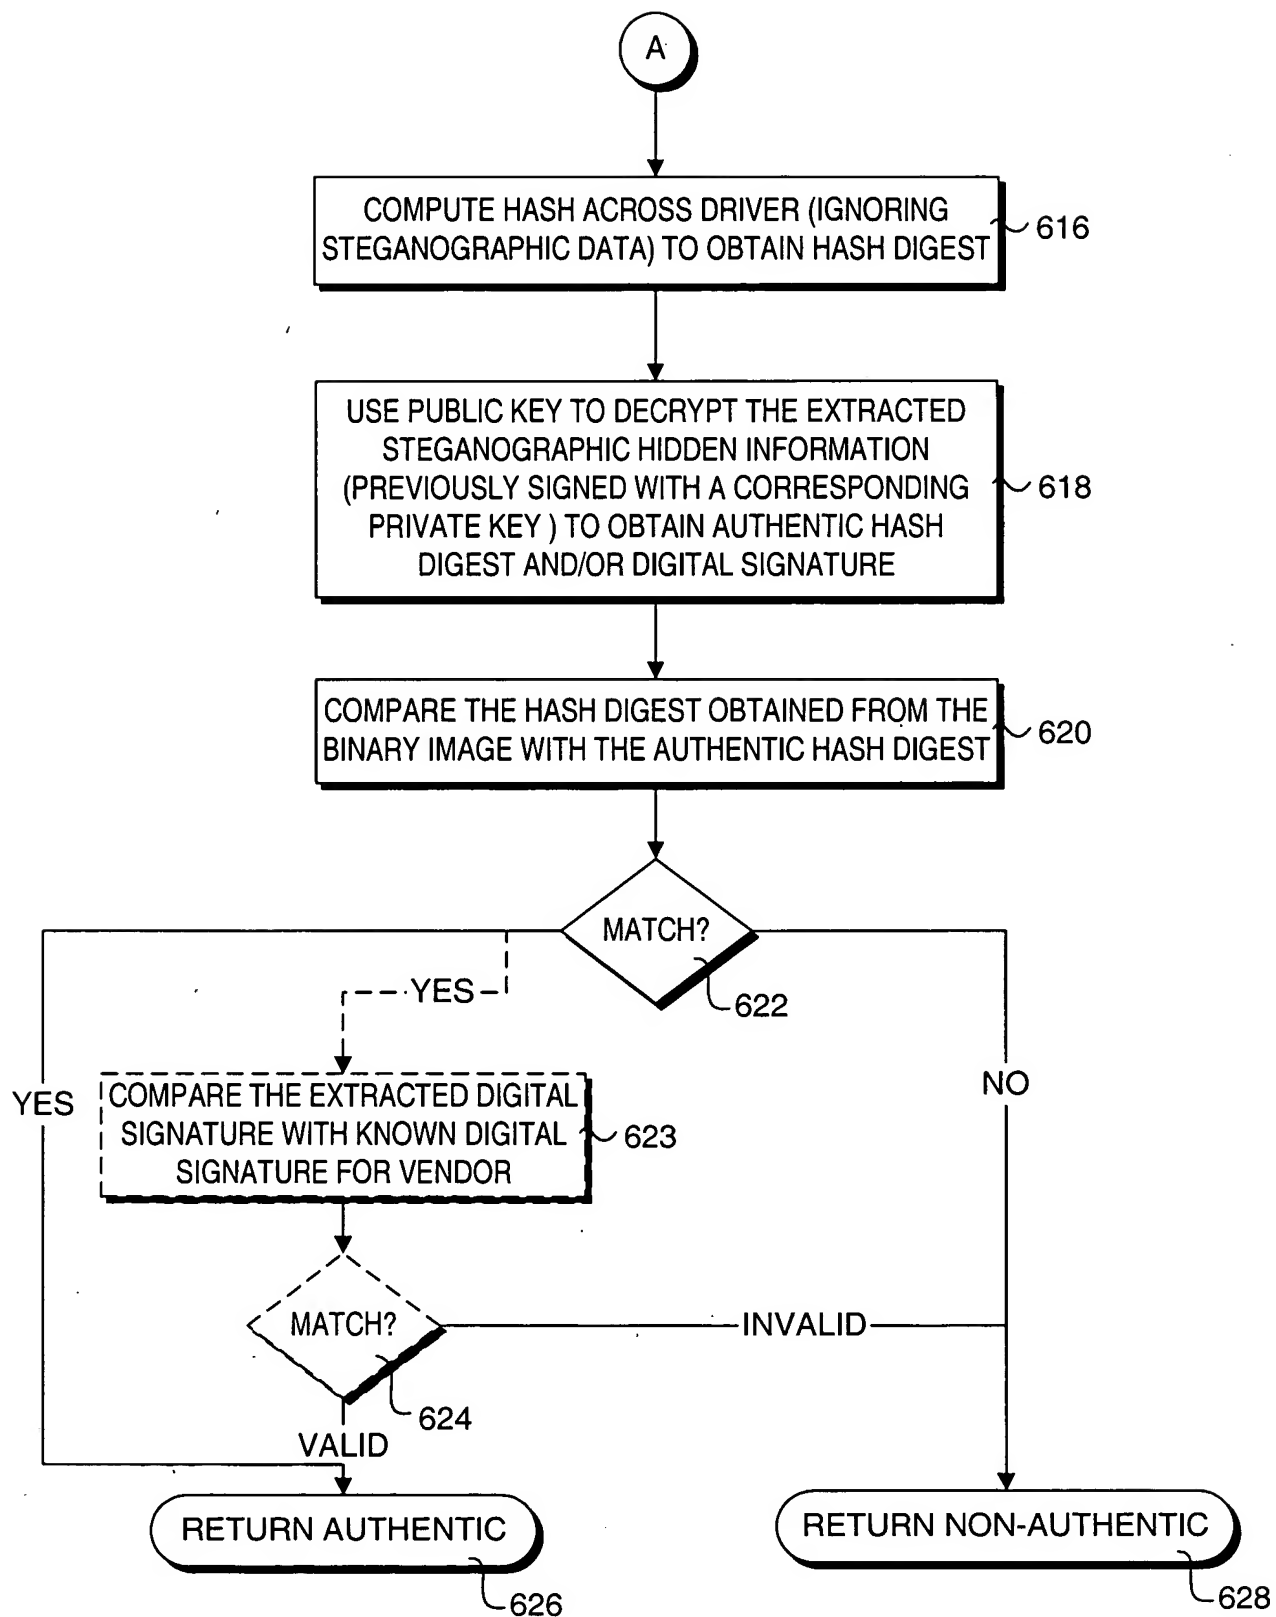 A
COMPUTE HASH ACROSS DRIVER (IGNORING
STEGANOGRAPHIC DATA) TO OBTAIN HASH DIGEST
616
USE PUBLIC KEY TO DECRYPT THE EXTRACTED
STEGANOGRAPHIC HIDDEN INFORMATION
(PREVIOUSLY SIGNED WITH A CORRESPONDING
PRIVATE KEY ) TO OBTAIN AUTHENTIC HASH
DIGEST AND/OR DIGITAL SIGNATURE
618
COMPARE THE HASH DIGEST OBTAINED FROM THE
BINARY IMAGE WITH THE AUTHENTIC HASH DIGEST
620
MATCH?
622
YES
YES
NO
COMPARE THE EXTRACTED DIGITAL
SIGNATURE WITH KNOWN DIGITAL
SIGNATURE FOR VENDOR
623
MATCH?
INVALID
624
VALID
RETURN AUTHENTIC
626
RETURN NON-AUTHENTIC
628